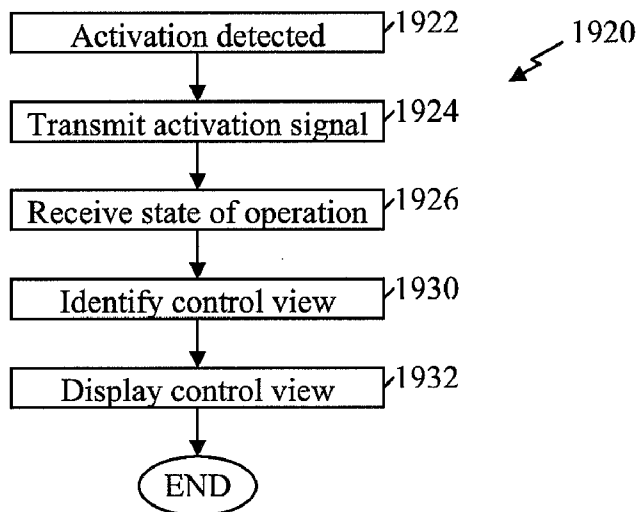 Activation detected 1922
1920
Transmit activation signal 1924
Receive state of operation 1926
Identify control view 1930
Display control view 1932
END